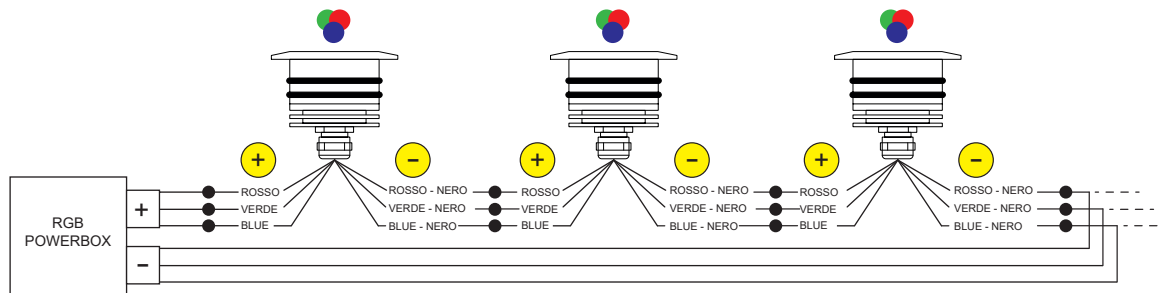 + - + - + -
ROSSO ROSSO - NERO ROSSO ROSSO - NERO ROSSO ROSSO - NERO
VERDE VERDE - NERO VERDE VERDE - NERO VERDE VERDE - NERO
BLUE BLUE - NERO BLUE BLUE - NERO BLUE BLUE - NERO
RGB
POWERBOX
+
-